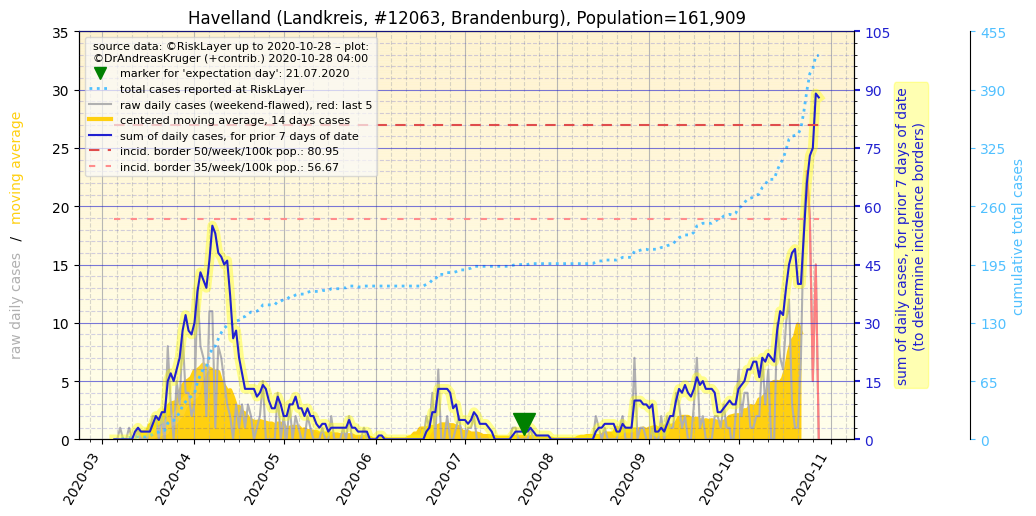 Havelland (Landkreis, #12063, Brandenburg), Population=161,909
source data: ©RiskLayer up to 2020-10-28 – plot:
©DrAndreasKruger (+contrib.) 2020-10-28 04:00
marker for 'expectation day': 21.07.2020
total cases reported at RiskLayer
raw daily cases (weekend-flawed), red: last 5
centered moving average, 14 days cases
sum of daily cases, for prior 7 days of date
incid. border 50/week/100k pop.: 80.95
incid. border 35/week/100k pop.: 56.67
raw daily cases / moving average
35
30
25
20
15
10
5
0
2020-03
2020-04
2020-05
2020-06
2020-07
2020-08
2020-09
2020-10
2020-11
105
90
75
60
45
30
15
0
sum of daily cases, for prior 7 days of date
(to determine incidence borders)
455
390
325
260
195
130
65
0
cumulative total cases